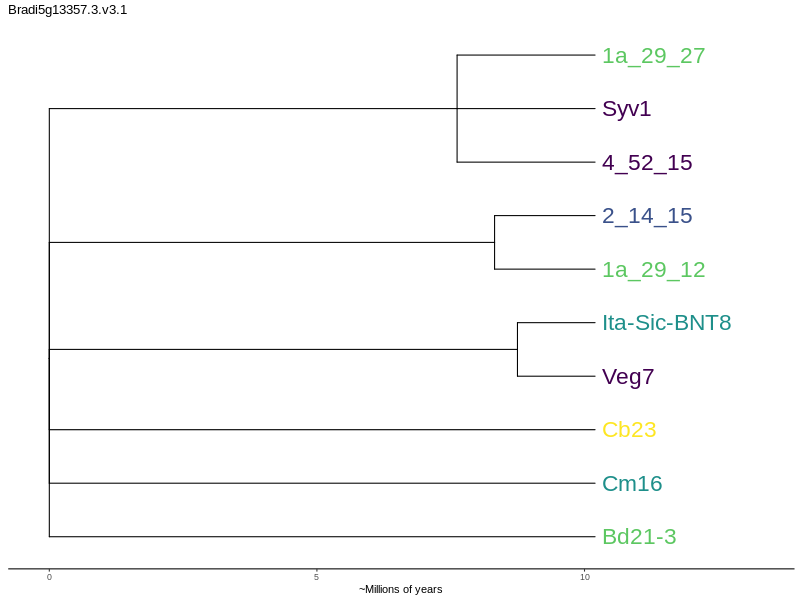 Bradi5g13357.3.v3.1
1a_29_27
Syv1
4_52_15
2_14_15
1a_29_12
Ita-Sic-BNT8
Veg7
Cb23
Cm16
Bd21-3
0 5 10
~Millions of years